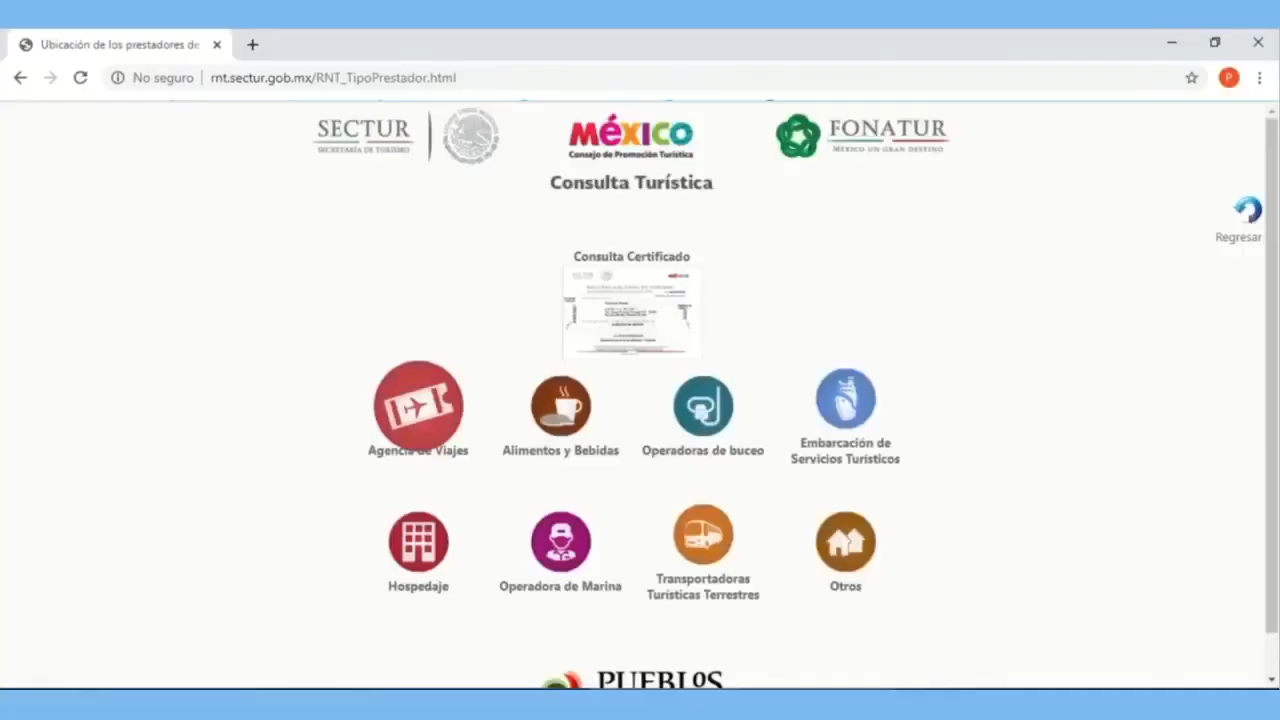 Ubicación de los prestadores de
No seguro
rnt.sectur.gob.mx/RNT_TipoPrestador.html
P
SECTUR
SECRETARÍA DE TURISMO
MéXICO
Consejo de Promoción Turística
FONATUR
MÉXICO UN GRAN DESTINO
Consulta Turística
Regresar
Consulta Certificado
Agencia de Viajes
Alimentos y Bebidas
Operadoras de buceo
Embarcación de
Servicios Turísticos
Hospedaje
Operadora de Marina
Transportadoras
Turísticas Terrestres
Otros
PUEBLOS